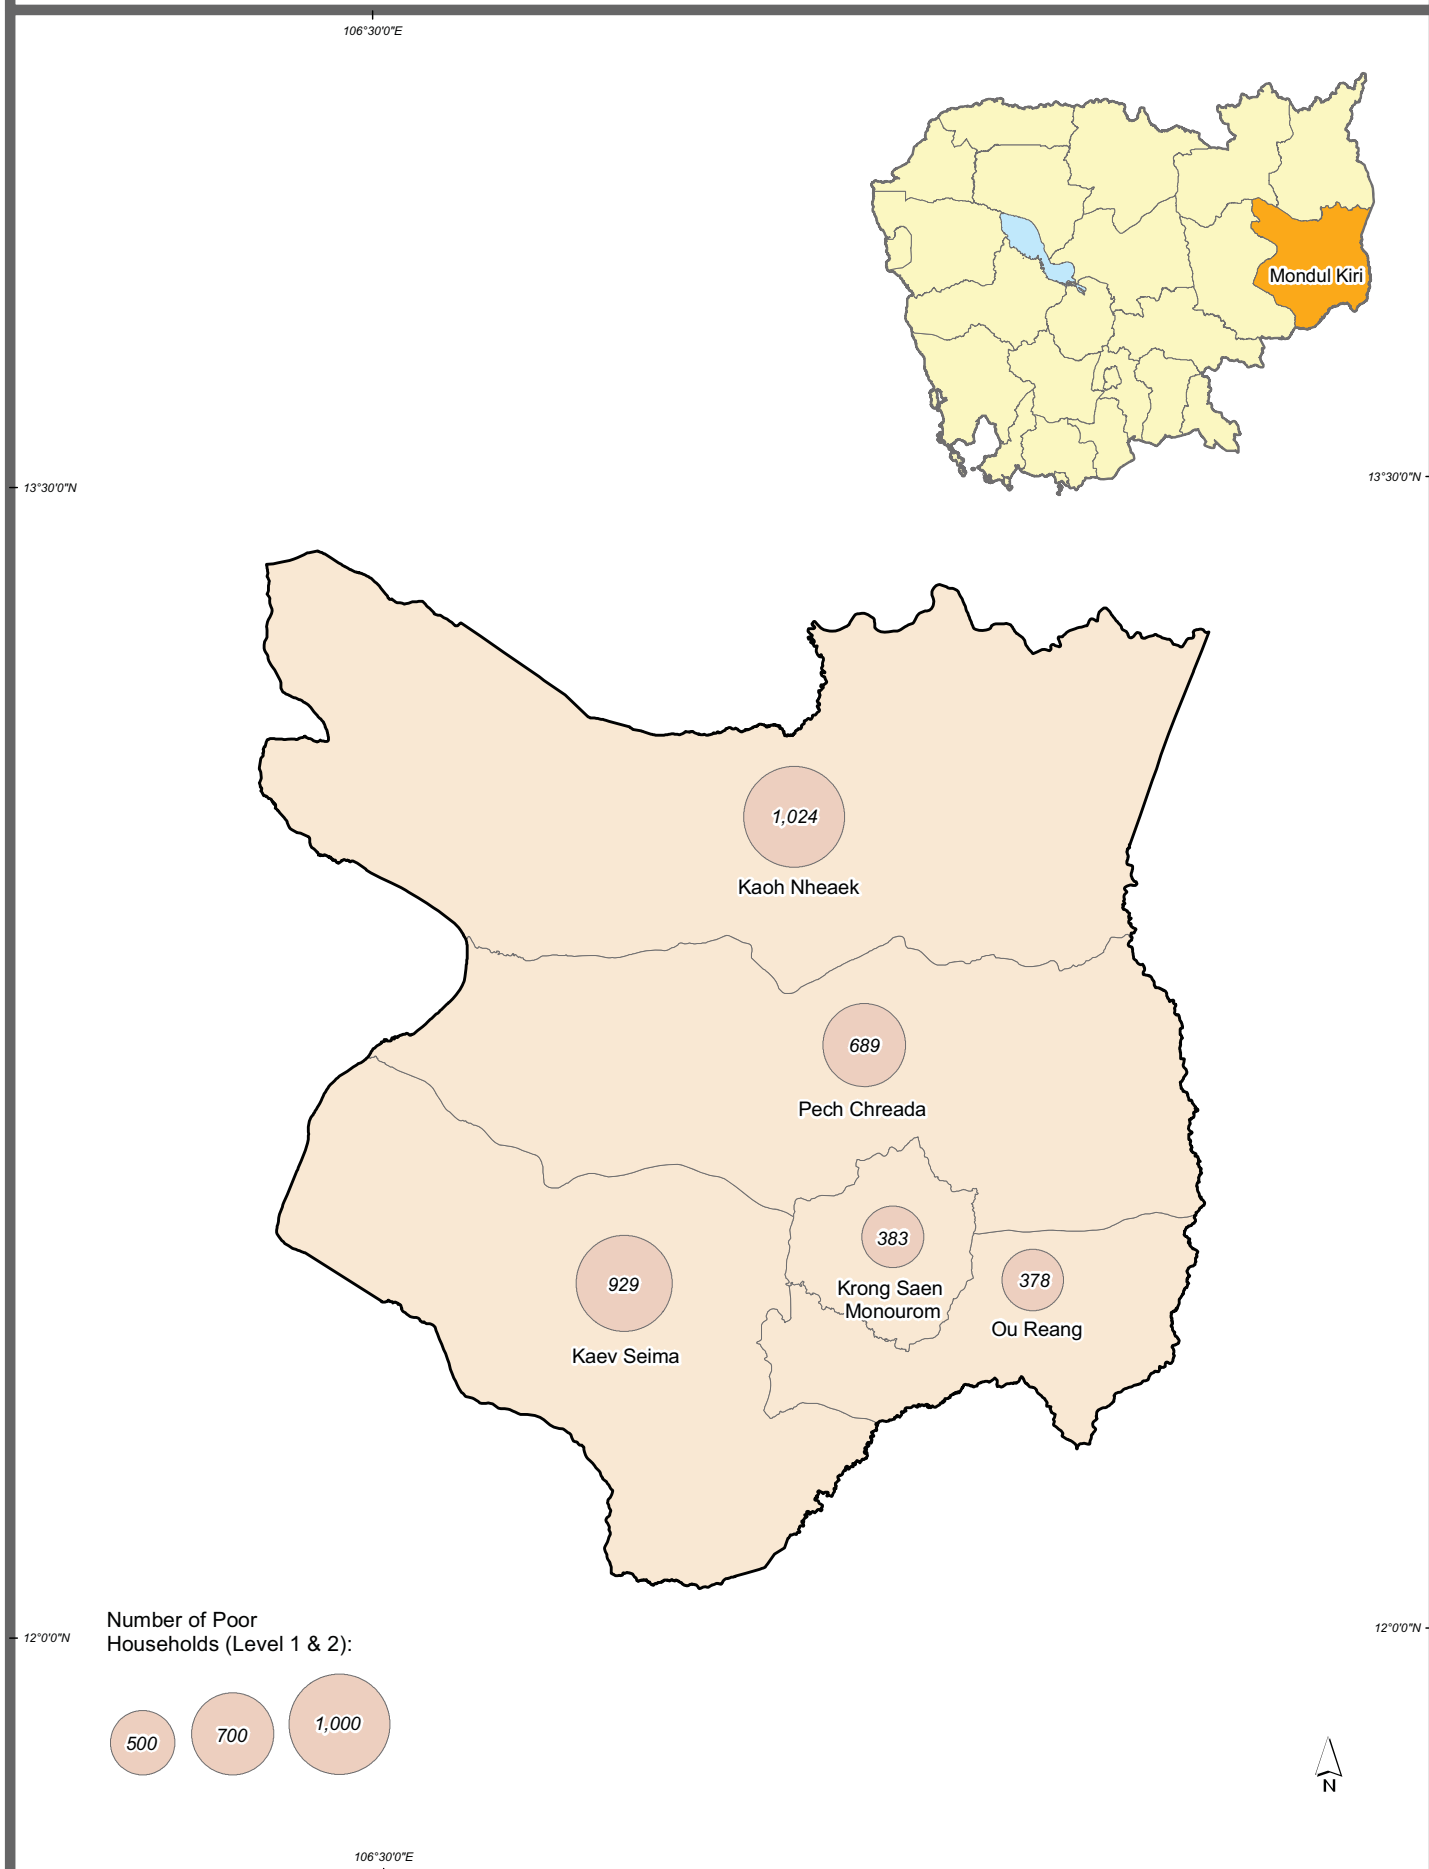 106°30'0"E
Mondul Kiri
13°30'0"N
13°30'0"N
1,024
Kaoh Nheaek
689
Pech Chreada
383
Krong Saen
Monourom
929
Kaev Seima
378
Ou Reang
Number of Poor
Households (Level 1 & 2):
12°0'0"N
12°0'0"N
500
700
1,000
N
106°30'0"E